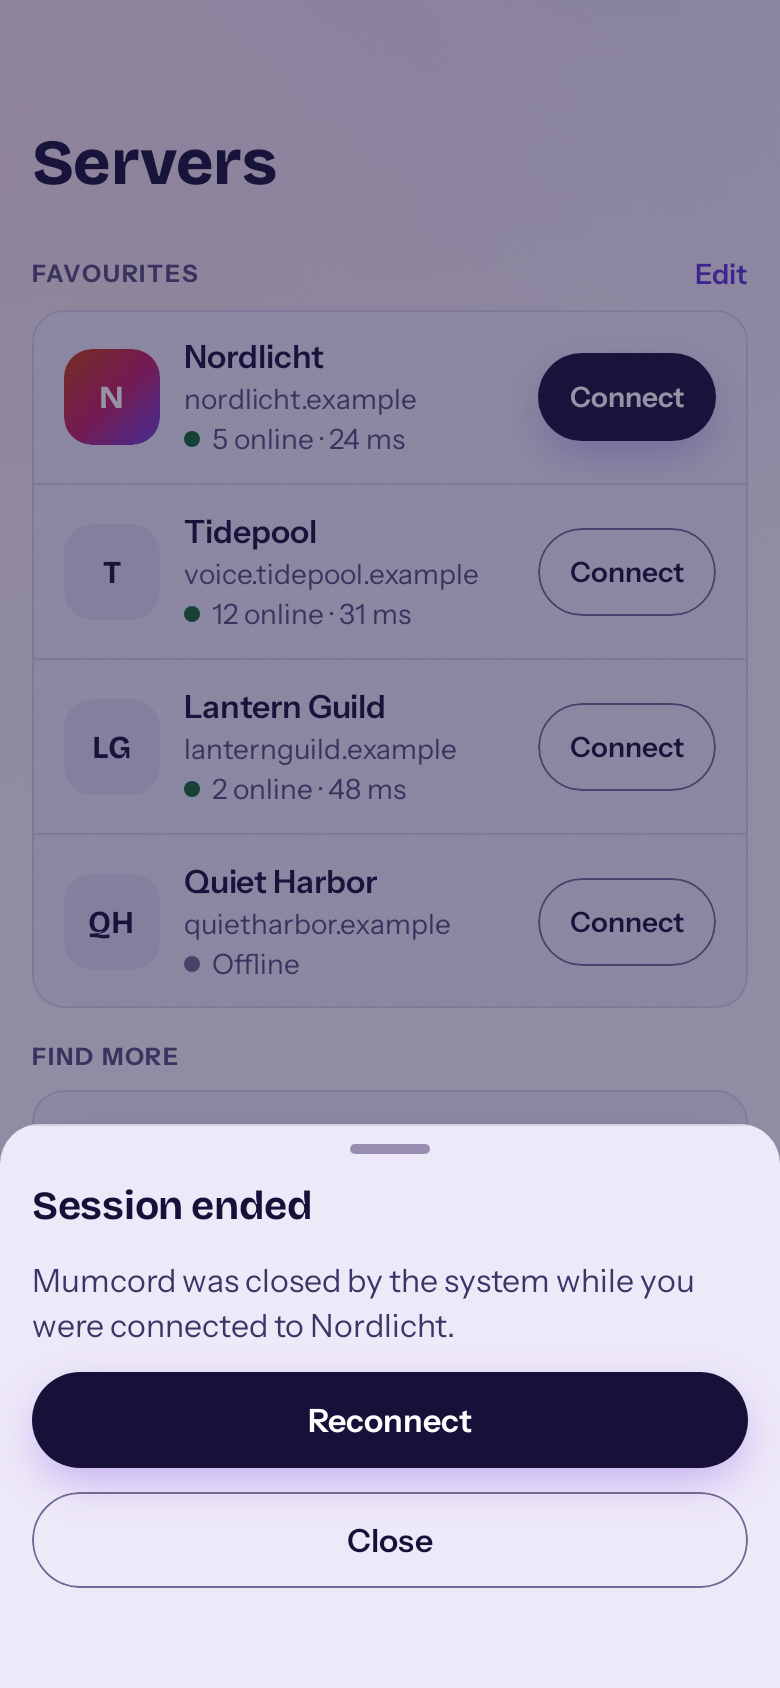 Servers
FAVOURITES
Edit
N
Nordlicht
nordlicht.example
5 online · 24 ms
Connect
T
Tidepool
voice.tidepool.example
12 online · 31 ms
Connect
LG
Lantern Guild
lanternguild.example
2 online · 48 ms
Connect
QH
Quiet Harbor
quietharbor.example
Offline
Connect
FIND MORE
Session ended
Mumcord was closed by the system while you
were connected to Nordlicht.
Reconnect
Close